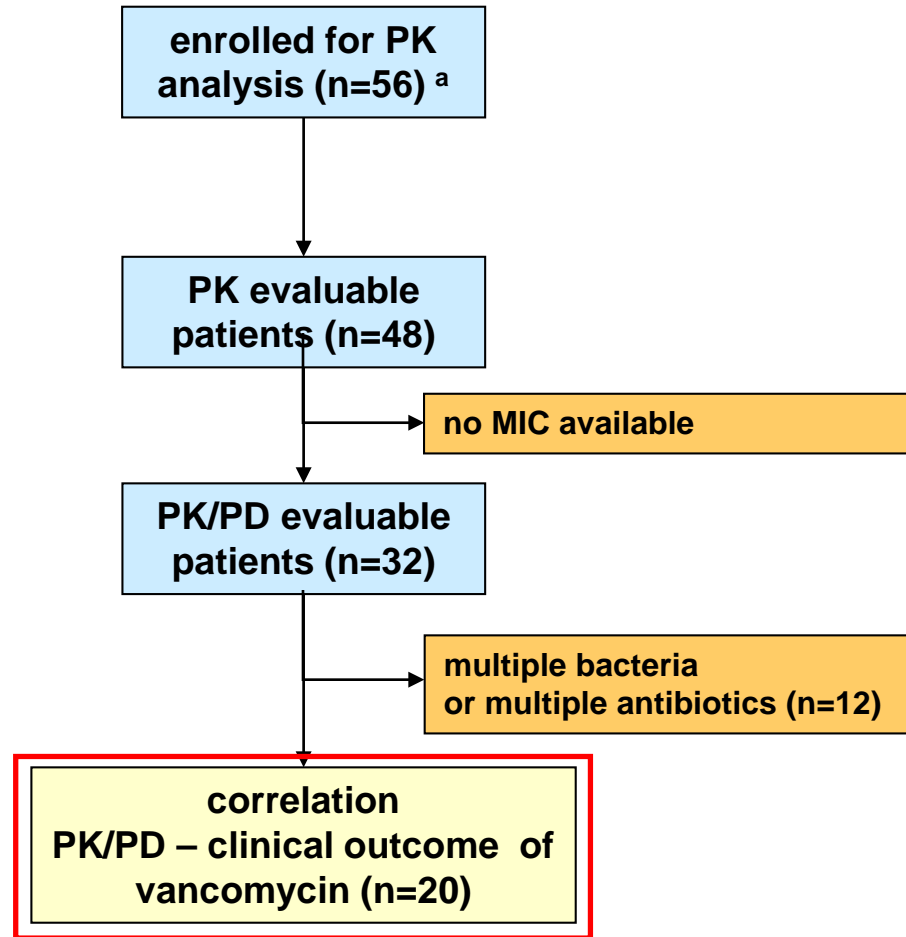 enrolled for PK
analysis (n=56) ᵃ
PK evaluable
patients (n=48)
no MIC available
PK/PD evaluable
patients (n=32)
multiple bacteria
or multiple antibiotics (n=12)
correlation
PK/PD – clinical outcome of
vancomycin (n=20)